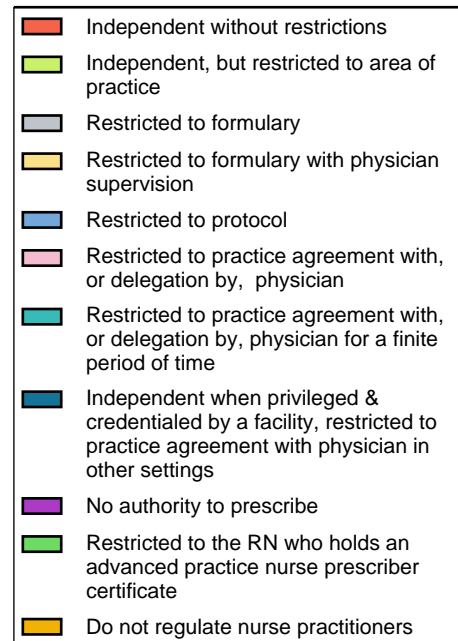 Independent without restrictions
Independent, but restricted to area of
practice
Restricted to formulary
Restricted to formulary with physician
supervision
Restricted to protocol
Restricted to practice agreement with,
or delegation by, physician
Restricted to practice agreement with,
or delegation by, physician for a finite
period of time
Independent when privileged &
credentialed by a facility, restricted to
practice agreement with physician in
other settings
No authority to prescribe
Restricted to the RN who holds an
advanced practice nurse prescriber
certificate
Do not regulate nurse practitioners